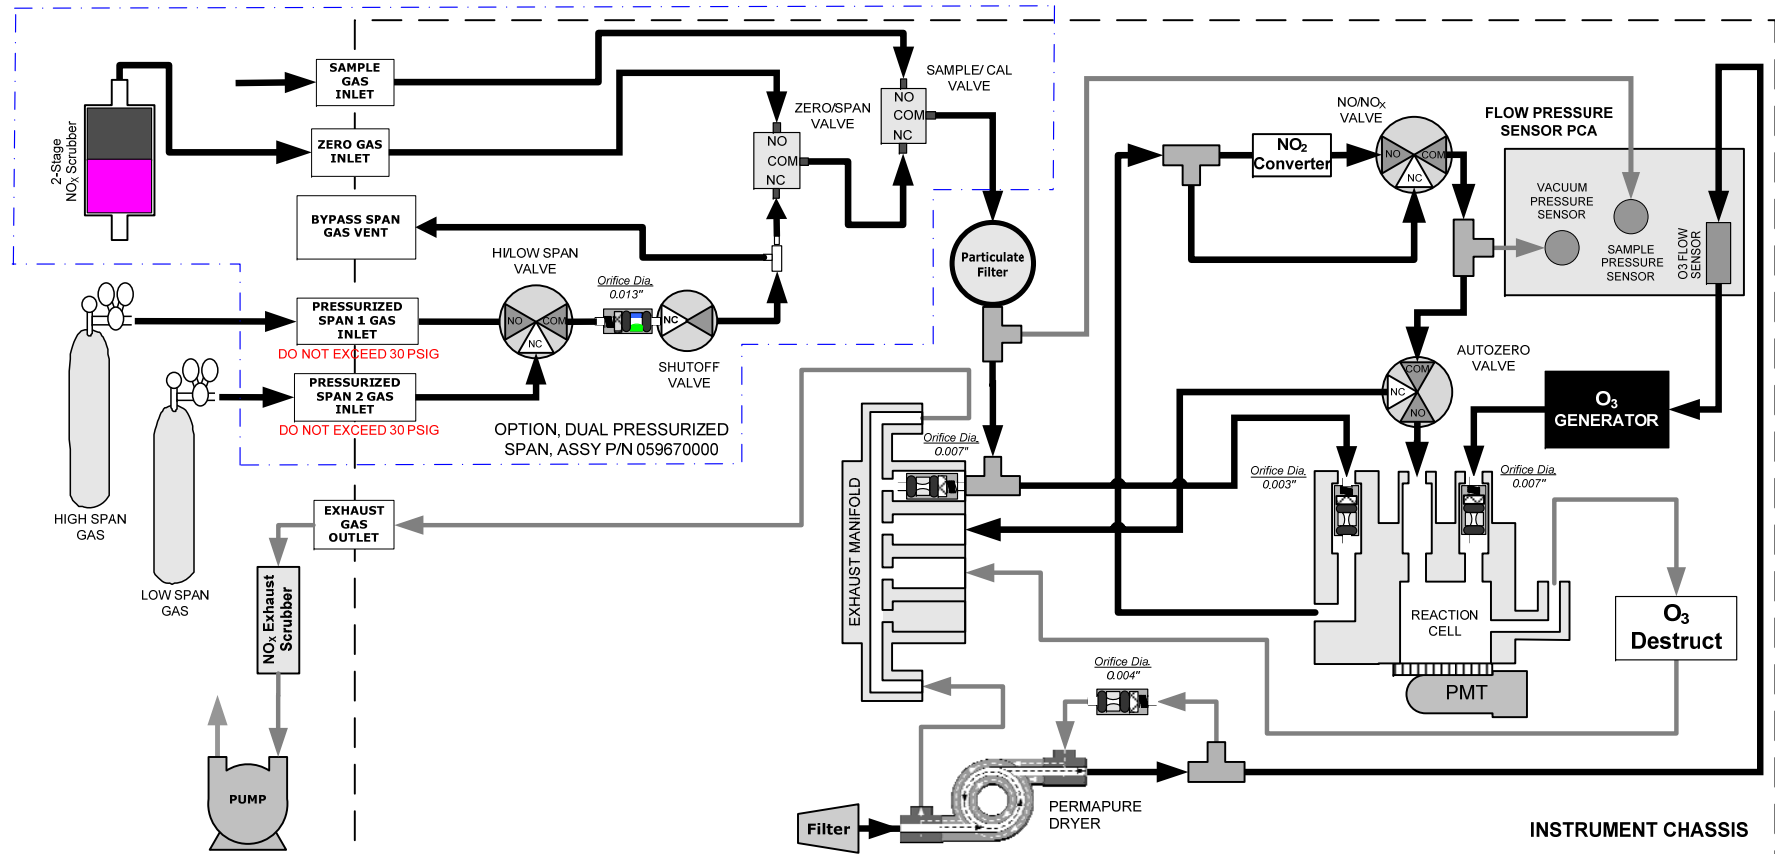 2-Stage
NOX Scrubber
SAMPLE
GAS
INLET
ZERO GAS
INLET
BYPASS SPAN
GAS VENT
PRESSURIZED
SPAN 1 GAS
INLET
DO NOT EXCEED 30 PSIG
PRESSURIZED
SPAN 2 GAS
INLET
DO NOT EXCEED 30 PSIG
HIGH SPAN
GAS
LOW SPAN
GAS
HI/LOW SPAN
VALVE
NO
COM
NC
Orifice Dia.
0.013"
NC
SHUTOFF
VALVE
OPTION, DUAL PRESSURIZED
SPAN, ASSY P/N 059670000
ZERO/SPAN
VALVE
NO
COM
NC
SAMPLE/ CAL
VALVE
NO
COM
NC
Particulate
Filter
EXHAUST
GAS
OUTLET
NOX Exhaust
Scrubber
PUMP
EXHAUST MANIFOLD
Orifice Dia.
0.007"
Filter
PERMAPURE
DRYER
Orifice Dia.
0.004"
NO2
Converter
NO/NOX
VALVE
NO
COM
NC
FLOW PRESSURE
SENSOR PCA
VACUUM
PRESSURE
SENSOR
SAMPLE
PRESSURE
SENSOR
O3 FLOW
SENSOR
AUTOZERO
VALVE
COM
NC
NO
O3
GENERATOR
Orifice Dia.
0.003"
Orifice Dia.
0.007"
REACTION
CELL
PMT
O3
Destruct
INSTRUMENT CHASSIS